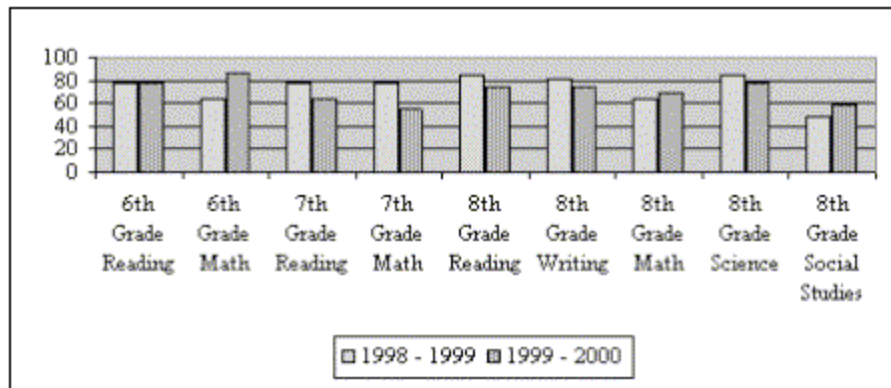 100
80
60
40
20
0
6th Grade Reading
6th Grade Math
7th Grade Reading
7th Grade Math
8th Grade Reading
8th Grade Writing
8th Grade Math
8th Grade Science
8th Grade Social Studies
1998 - 1999 1999 - 2000